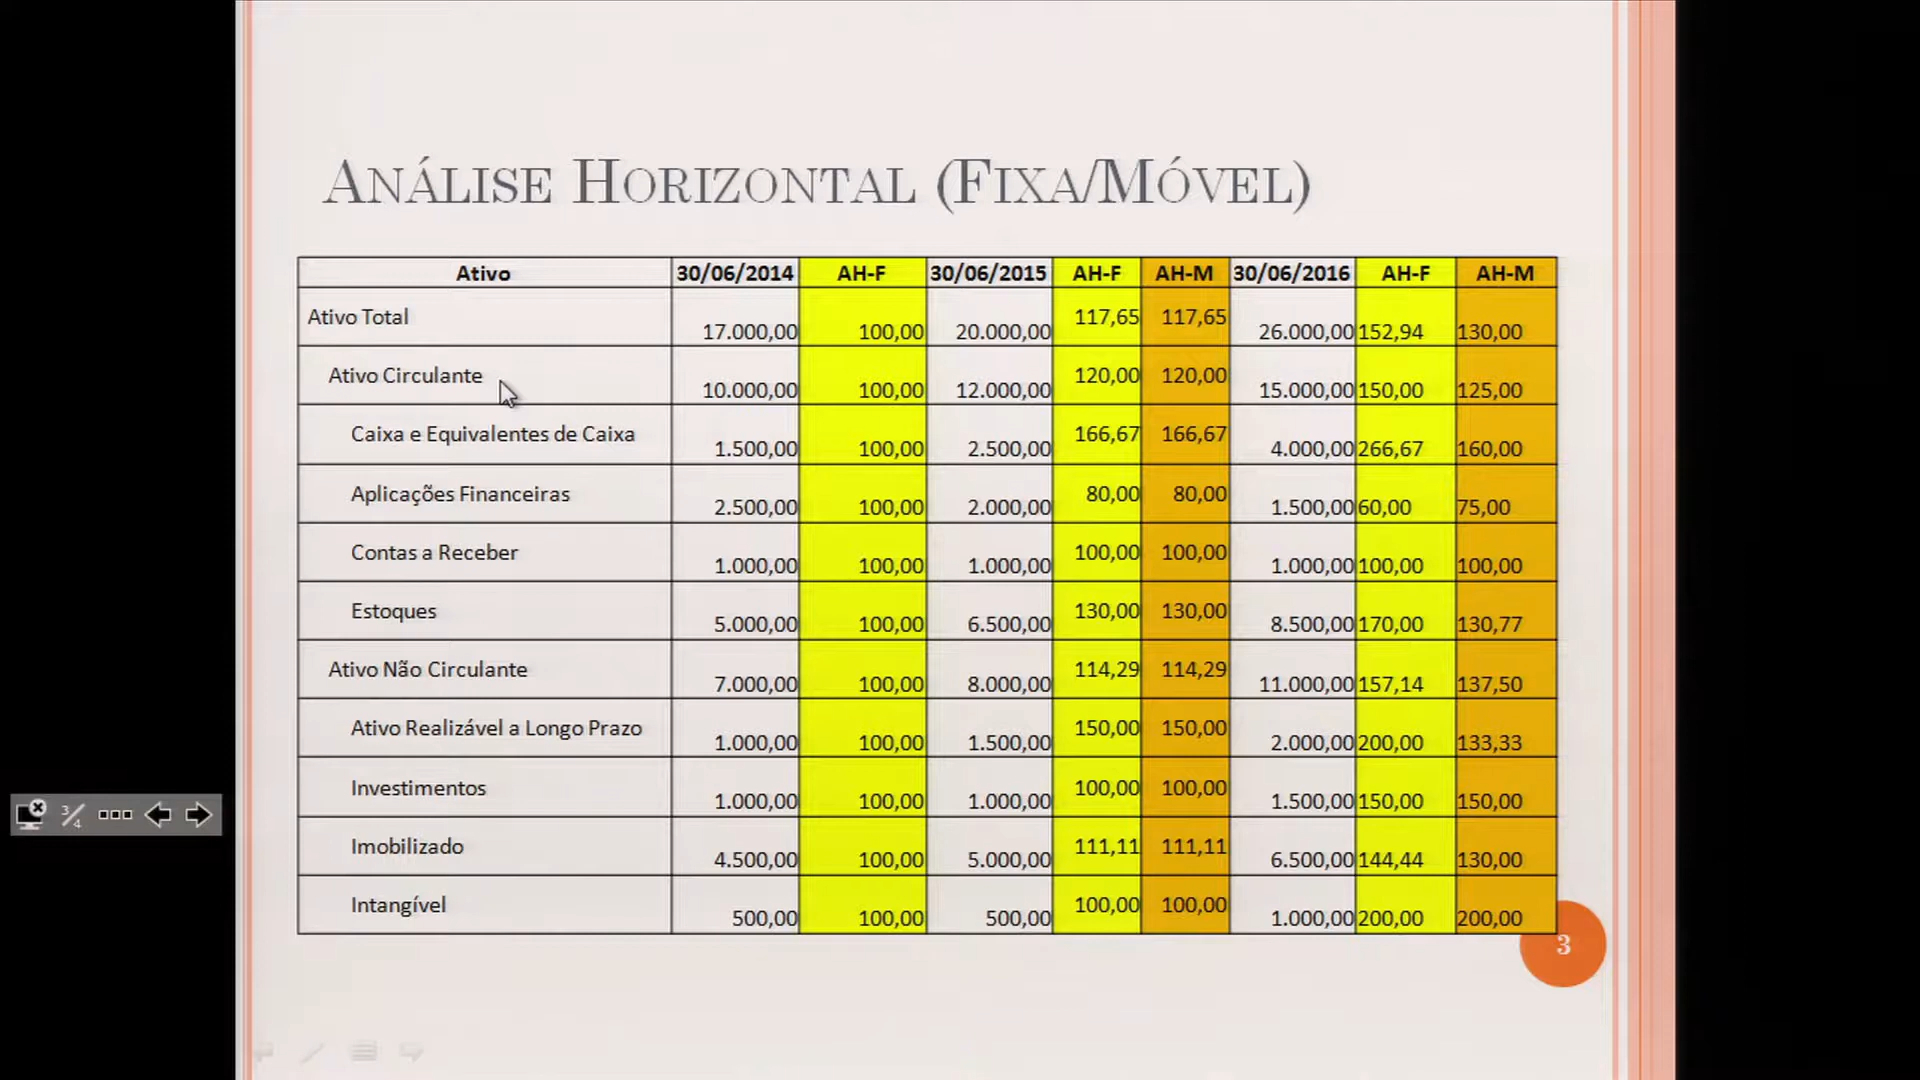 ANÁLISE HORIZONTAL (FIXA/MÓVEL)
Ativo 30/06/2014 AH-F 30/06/2015 AH-F AH-M 30/06/2016 AH-F AH-M
Ativo Total 17.000,00 100,00 20.000,00 117,65 117,65 26.000,00 152,94 130,00
Ativo Circulante 10.000,00 100,00 12.000,00 120,00 120,00 15.000,00 150,00 125,00
Caixa e Equivalentes de Caixa 1.500,00 100,00 2.500,00 166,67 166,67 4.000,00 266,67 160,00
Aplicações Financeiras 2.500,00 100,00 2.000,00 80,00 80,00 1.500,00 60,00 75,00
Contas a Receber 1.000,00 100,00 1.000,00 100,00 100,00 1.000,00 100,00 100,00
Estoques 5.000,00 100,00 6.500,00 130,00 130,00 8.500,00 170,00 130,77
Ativo Não Circulante 7.000,00 100,00 8.000,00 114,29 114,29 11.000,00 157,14 137,50
Ativo Realizável a Longo Prazo 1.000,00 100,00 1.500,00 150,00 150,00 2.000,00 200,00 133,33
Investimentos 1.000,00 100,00 1.000,00 100,00 100,00 1.500,00 150,00 150,00
Imobilizado 4.500,00 100,00 5.000,00 111,11 111,11 6.500,00 144,44 130,00
Intangível 500,00 100,00 500,00 100,00 100,00 1.000,00 200,00 200,00
3
3/4